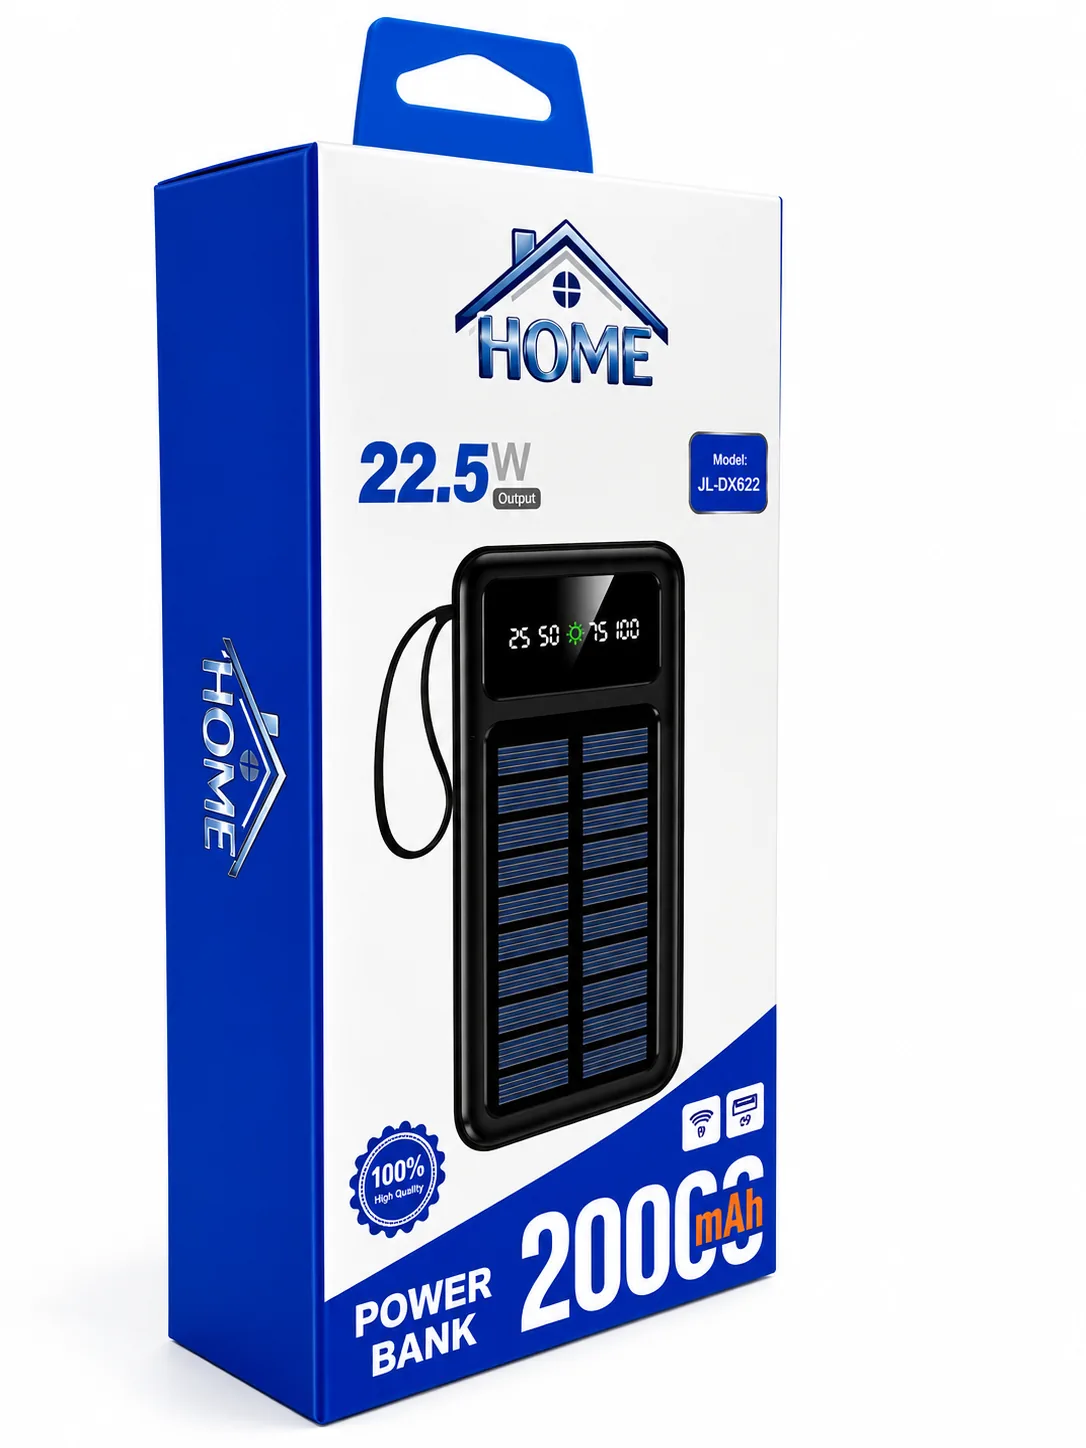 HOME
22.5W
Output
Model:
JL-DX622
25 50 75 100
HOME
100%
High Quality
20000
mAh
POWER
BANK